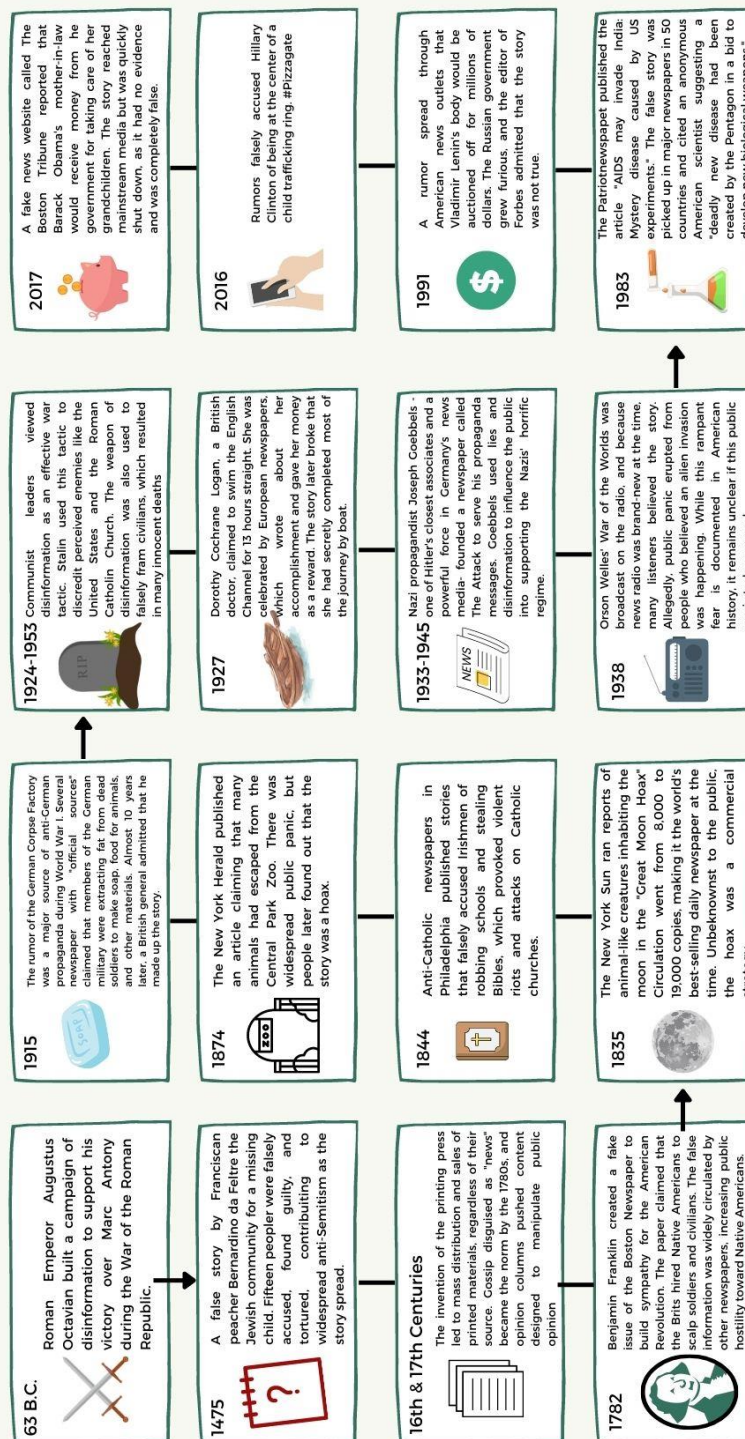 63 B.C.
Roman Emperor Augustus
Octavian built a campaign of
disinformation to support his
victory over Marc Antony
during the War of the Roman
Republic.
1475
A false story by Franciscan
peacher Bernardino da Feltre the
Jewish community for a missing
child. Fifteen peopler were falsely
accused, found guilty, and
tortured, contribuiting to
widespread anti-Semitism as the
story spread.
16th & 17th Centuries
The invention of the printing press
led to mass distribution and sales of
printed materials, regardless of their
source. Gossip disguised as "news"
became the norm by the 1780s, and
opinion columns pushed content
designed to manipulate public
opinion
1782
Benjamin Franklin created a fake
issue of the Boston Newspaper to
build sympathy for the American
Revolution. The paper claimed that
the Brits hired Native Americans to
scalp soldiers and civilians. The false
information was widely circulated by
other newspapers, increasing public
hostility toward Native Americans.
1835
The New York Sun ran reports of
animal-like creatures inhabiting the
moon in the "Great Moon Hoax"
Circulation went from 8,000 to
19,000 copies, making it the world's
best-selling daily newspaper at the
time. Unbeknownst to the public,
the hoax was a commercial
1844
Anti-Catholic newspapers in
Philadelphia published stories
that falsely accused Irishmen of
robbing schools and stealing
Bibles, which provoked violent
riots and attacks on Catholic
churches.
1874
ZOO
The New York Herald published
an article claiming that many
animals had escaped from the
Central Park Zoo. There was
widespread public panic, but
people later found out that the
story was a hoax.
1915
SOAP
The rumor of the German Corpse Factory
was a major source of anti-German
propaganda during World War I. Several
newspaper with "official sources"
claimed that members of the German
military were extracting fat from dead
soldiers to make soap, food for animals,
and other materials. Almost 10 years
later, a British general admitted that he
made up the story.
1924-1953
RIP
Communist leaders viewed
disinformation as an effective war
tactic. Stalin used this tactic to
discredit perceived enemies like the
United States and the Roman
Catholin Church. The weapon of
disinformation was also used to
falsely fram civilians, which resulted
in many innocent deaths
1927
Dorothy Cochrane Logan, a British
doctor, claimed to swim the English
Channel for 13 hours straight. She was
celebrated by European newspapers,
which wrote about her
accomplishment and gave her money
as a reward. The story later broke that
she had secretly completed most of
the journey by boat.
1933-1945
NEWS
Nazi propagandist Joseph Goebbels -
one of Hitler's closest associates and a
powerful force in Germany's news
media- founded a newspaper called
The Attack to serve his propaganda
messages. Goebbels used lies and
disinformation to influence the public
into supporting the Nazis' horrific
regime.
1938
Orson Welles' War of the Worlds was
broadcast on the radio, and because
news radio was brand-new at the time,
many listeners believed the story.
Allegedly, public panic erupted from
people who believed an alien invasion
was happening. While this rampant
fear is documented in American
history, it remains unclear if this public
1983
The Patriotnewspapet published the
article "AIDS may invade India:
Mystery disease caused by US
experiments." The false story was
picked up in major newspapers in 50
countries and cited an anonymous
American scientist suggesting a
"deadly new disease had been
created by the Pentagon in a bid to
develop new biological weapons."
1991
$
A rumor spread through
American news outlets that
Vladimir Lenin's body would be
auctioned off for millions of
dollars. The Russian government
grew furious, and the editor of
Forbes admitted that the story
was not true.
2016
Rumors falsely accused Hillary
Clinton of being at the center of a
child trafficking ring. #Pizzagate
2017
A fake news website called The
Boston Tribune reported that
Barack Obama's mother-in-law
would receive money from he
government for taking care of her
grandchildren. The story reached
mainstream media but was quickly
shut down, as it had no evidence
and was completely false.